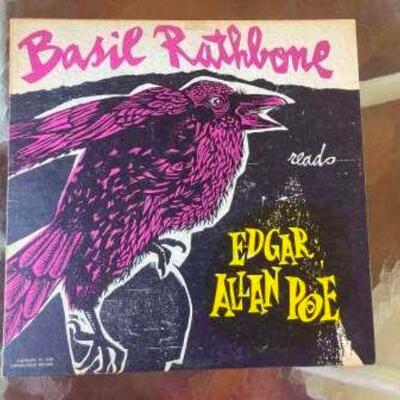 Basil Rathbone
reads
EDGAR
ALLAN POE